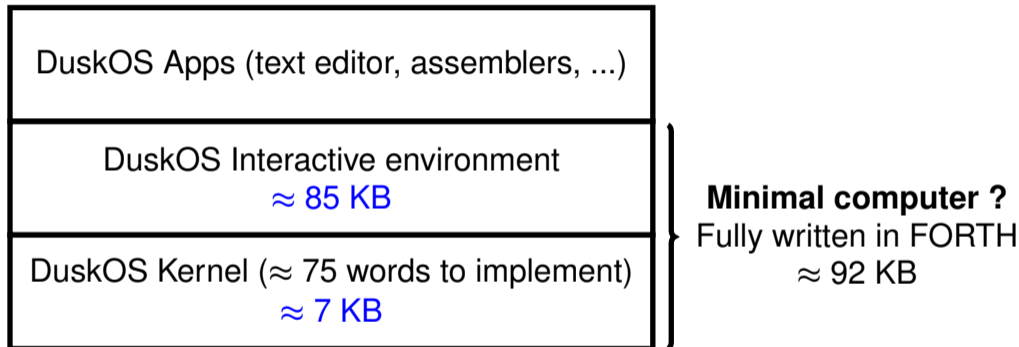 DuskOS Apps (text editor, assemblers, ...)
DuskOS Interactive environment
≈ 85 KB
DuskOS Kernel (≈ 75 words to implement)
≈ 7 KB
Minimal computer ?
Fully written in FORTH
≈ 92 KB